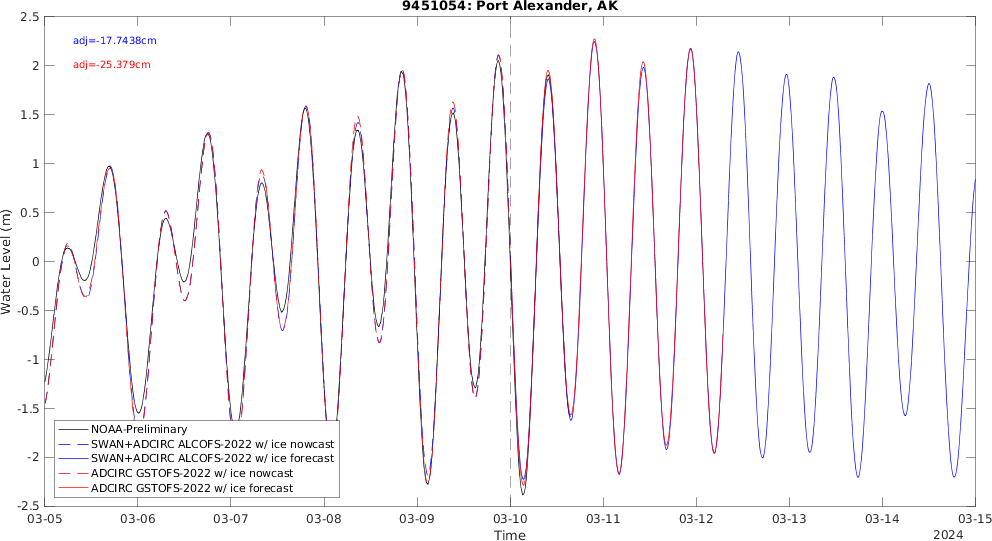 9451054: Port Alexander, AK
adj=-17.7438cm
adj=-25.379cm
2.5
2
1.5
1
0.5
0
-0.5
-1
-1.5
-2
-2.5
Water Level (m)
NOAA-Preliminary
SWAN+ADCIRC ALCOFS-2022 w/ ice nowcast
SWAN+ADCIRC ALCOFS-2022 w/ ice forecast
ADCIRC GSTOFS-2022 w/ ice nowcast
ADCIRC GSTOFS-2022 w/ ice forecast
03-05 03-06 03-07 03-08 03-09 03-10 03-11 03-12 03-13 03-14 03-15
Time
2024